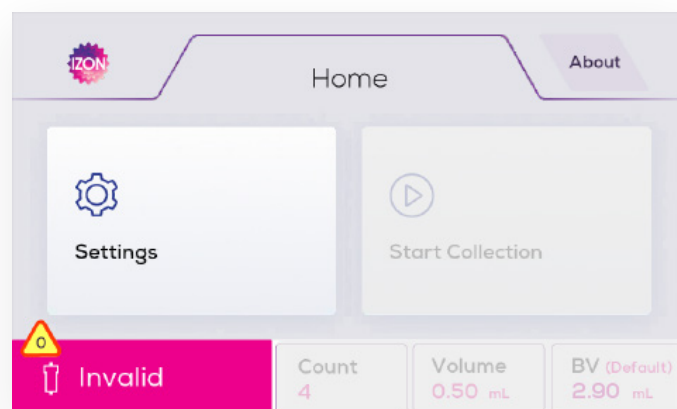 IZON
Home
About
Settings
Start Collection
0
Invalid
Count
4
Volume
0.50 mL
BV (Default)
2.90 mL